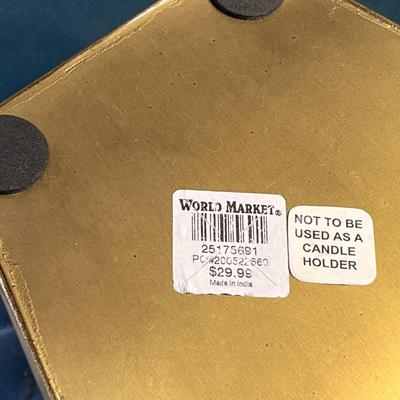 WORLD MARKET®
25175691
PO#200522660
$29.99
Made in India
NOT TO BE
USED AS A
CANDLE
HOLDER